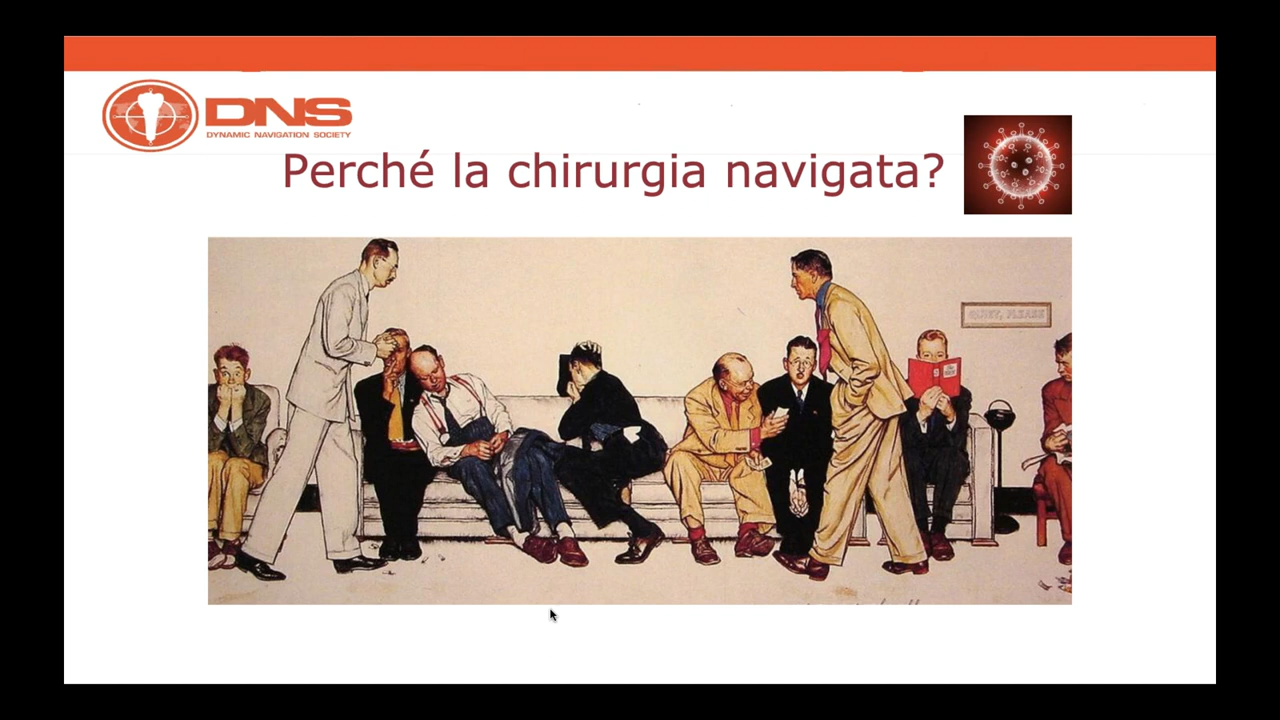 DNS
DYNAMIC NAVIGATION SOCIETY
Perché la chirurgia navigata?
QUIET, PLEASE